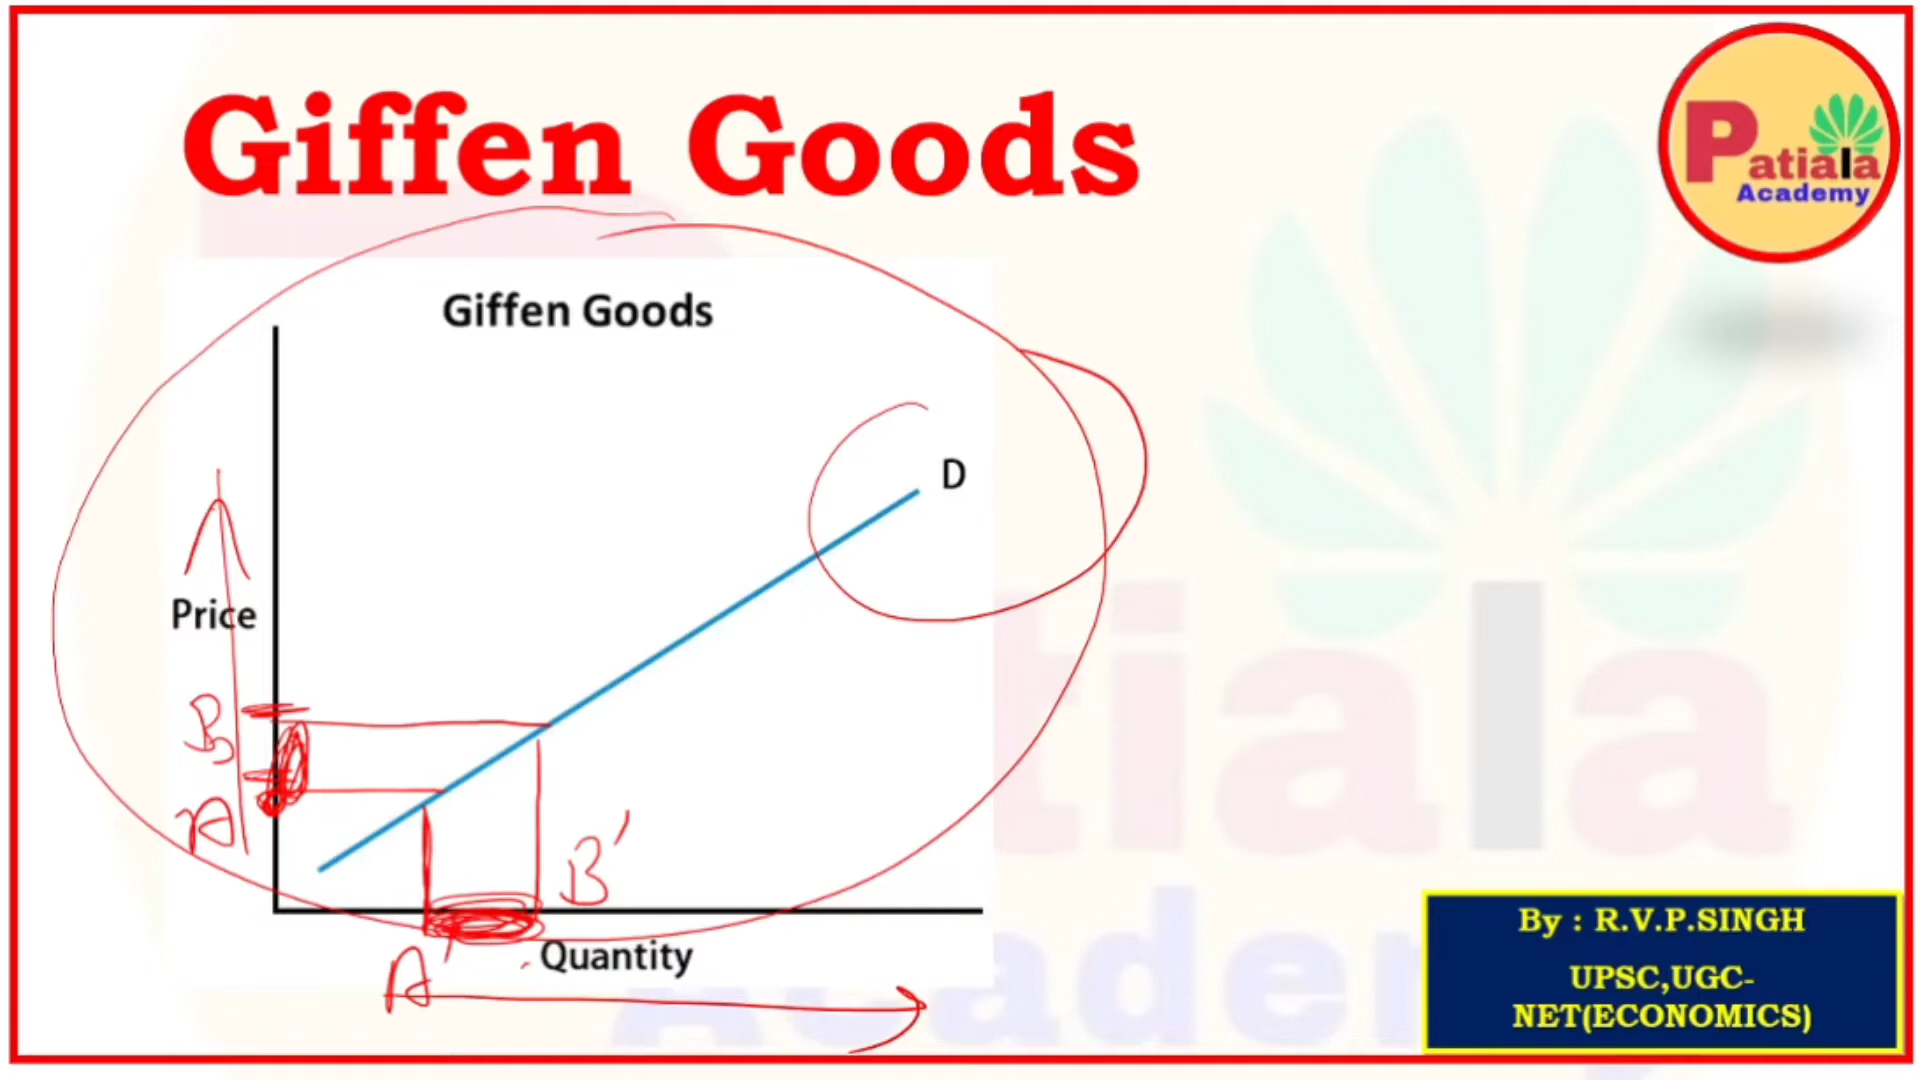 Giffen Goods
Patiala
Academy
Giffen Goods
D
Price
B
A
B'
A'
Quantity
By : R.V.P.SINGH
UPSC,UGC-
NET(ECONOMICS)